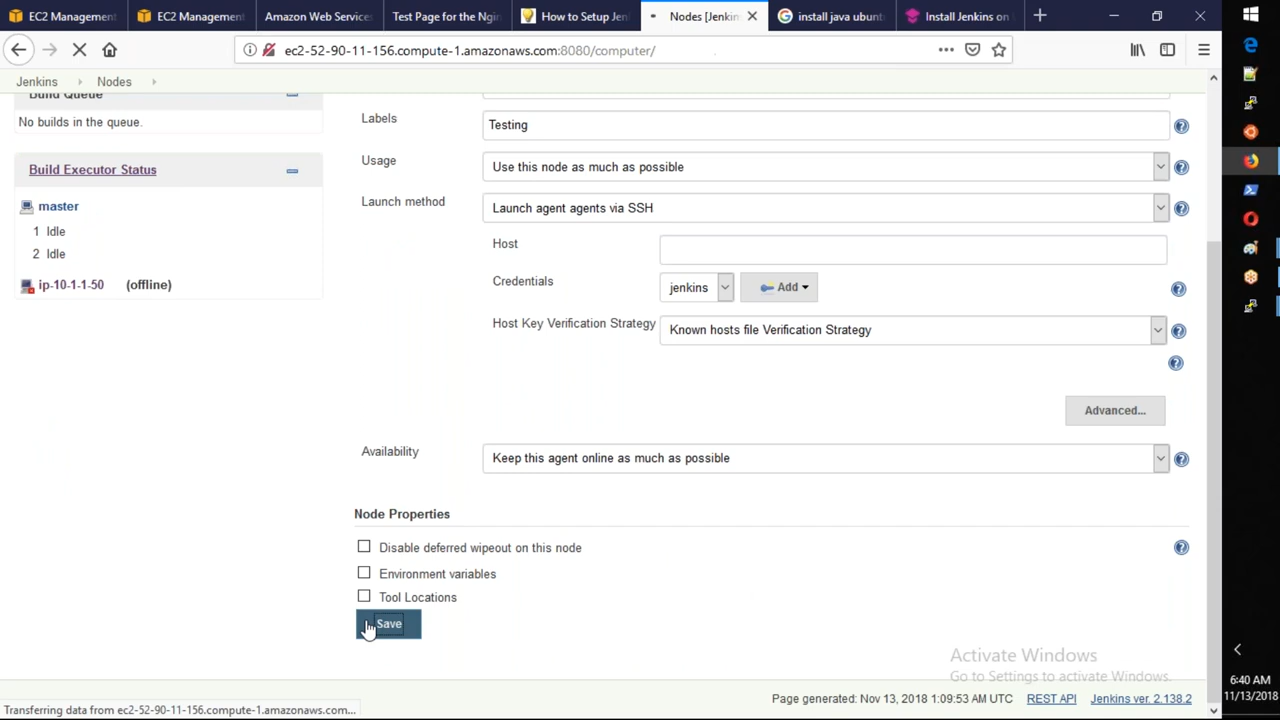 EC2 Management
EC2 Management
Amazon Web Services
Test Page for the Ngin
How to Setup Jen
Nodes [Jenkin
install java ubunt
Install Jenkins on
ec2-52-90-11-156.compute-1.amazonaws.com:8080/computer/
Jenkins
Nodes
Build Queue
No builds in the queue.
Build Executor Status
master
1 Idle
2 Idle
ip-10-1-1-50 (offline)
Labels
Testing
Usage
Use this node as much as possible
Launch method
Launch agent agents via SSH
Host
Credentials
jenkins
Add
Host Key Verification Strategy
Known hosts file Verification Strategy
Advanced...
Availability
Keep this agent online as much as possible
Node Properties
Disable deferred wipeout on this node
Environment variables
Tool Locations
Save
Activate Windows
Go to Settings to activate Windows.
Page generated: Nov 13, 2018 1:09:53 AM UTC REST API Jenkins ver. 2.138.2
Transferring data from ec2-52-90-11-156.compute-1.amazonaws.com...
6:40 AM
11/13/2018